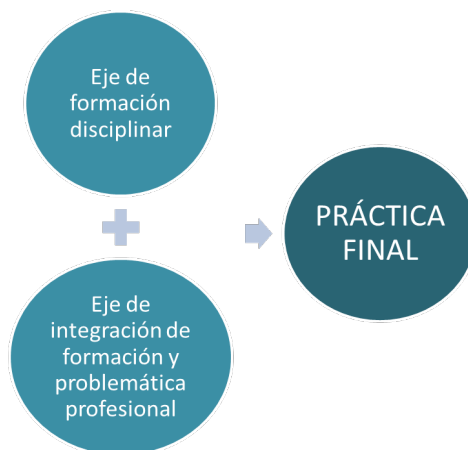 Eje de
formación
disciplinar
Eje de
integración de
formación y
problemática
profesional
PRÁCTICA
FINAL